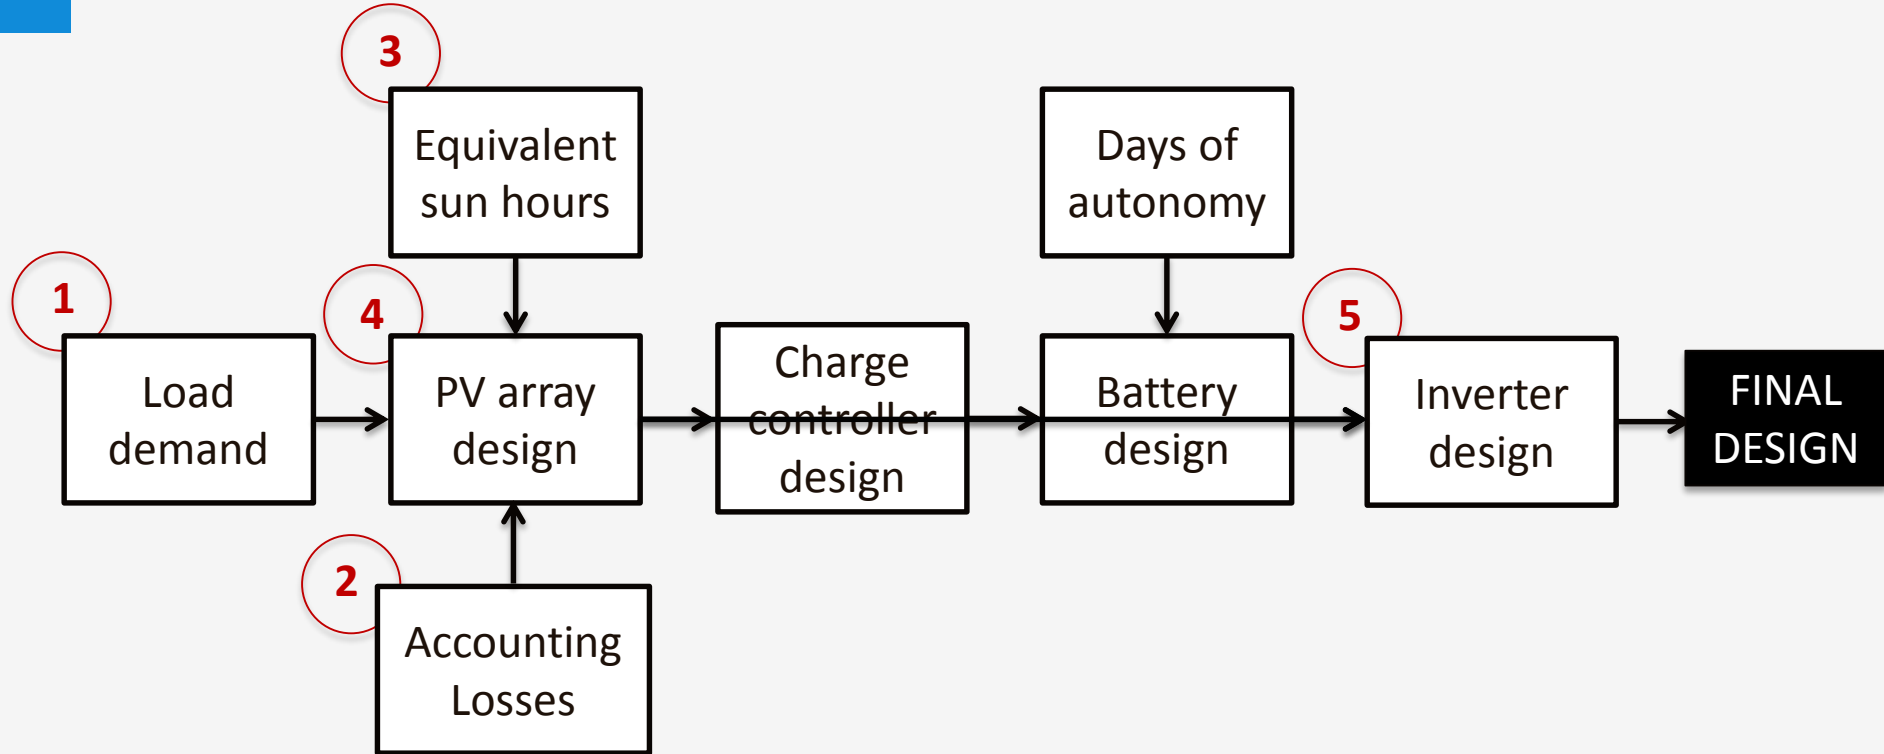 3
Equivalent
sun hours
Days of
autonomy
1
Load
demand
4
PV array
design
Charge
controller
design
Battery
design
5
Inverter
design
FINAL
DESIGN
2
Accounting
Losses